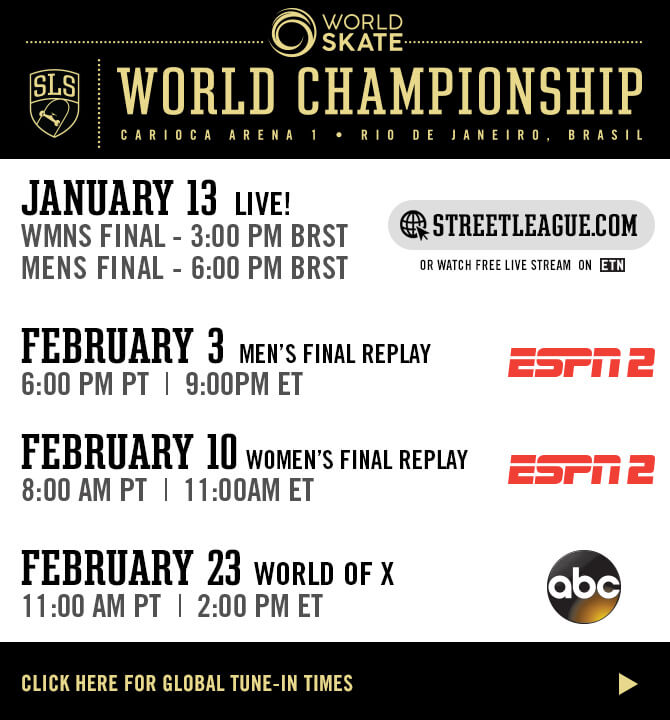 WORLD
SKATE
SLS
WORLD CHAMPIONSHIP
CARIOCA ARENA 1 • RIO DE JANEIRO, BRASIL
JANUARY 13 LIVE!
WMNS FINAL - 3:00 PM BRST
MENS FINAL - 6:00 PM BRST
STREETLEAGUE.COM
OR WATCH FREE LIVE STREAM ON ETN
FEBRUARY 3 MEN'S FINAL REPLAY
6:00 PM PT | 9:00PM ET
ESPN 2
FEBRUARY 10 WOMEN'S FINAL REPLAY
8:00 AM PT | 11:00AM ET
ESPN 2
FEBRUARY 23 WORLD OF X
11:00 AM PT | 2:00 PM ET
abc
CLICK HERE FOR GLOBAL TUNE-IN TIMES